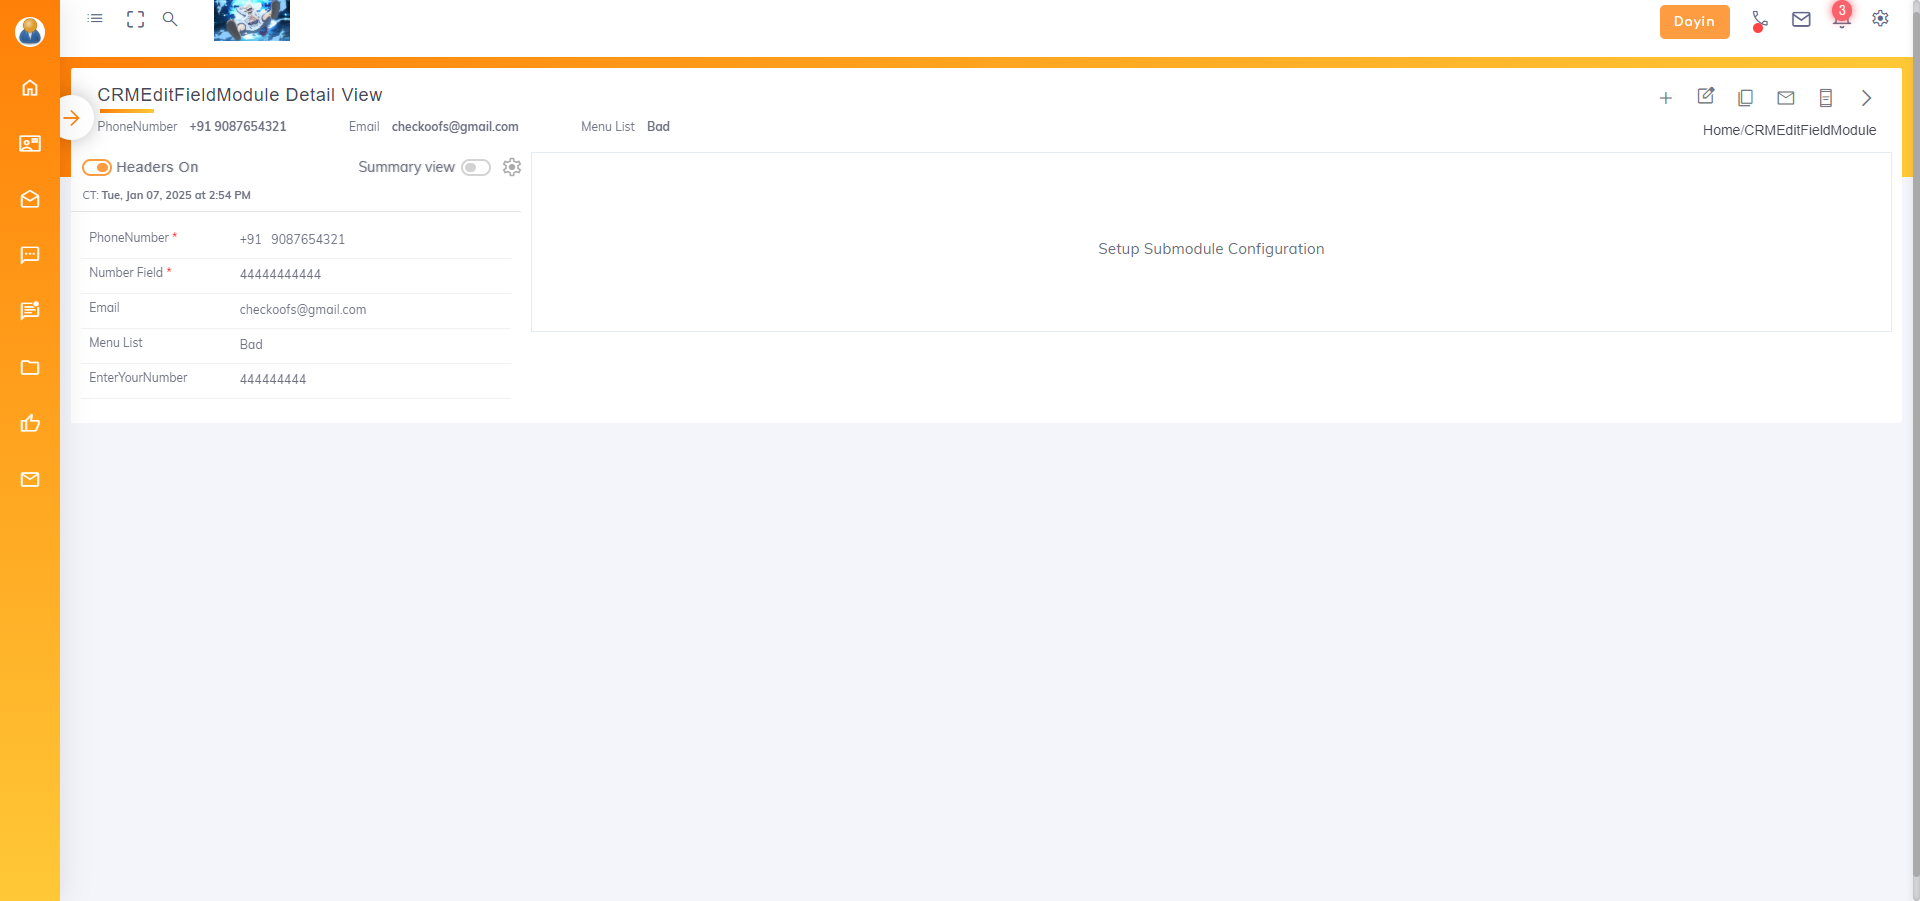 Dayin
3
CRMEditFieldModule Detail View
PhoneNumber +91 9087654321 Email checkoofs@gmail.com Menu List Bad
Home/CRMEditFieldModule
Headers On Summary view
CT: Tue, Jan 07, 2025 at 2:54 PM
PhoneNumber * +91 9087654321
Number Field * 44444444444
Email checkoofs@gmail.com
Menu List Bad
EnterYourNumber 444444444
Setup Submodule Configuration